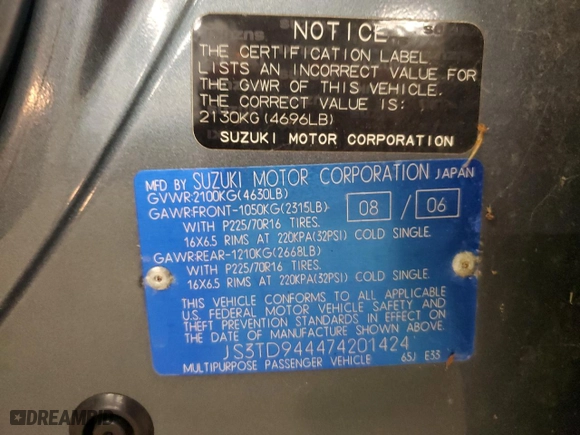 NOTICE
THE CERTIFICATION LABEL
LISTS AN INCORRECT VALUE FOR
THE GVWR OF THIS VEHICLE.
THE CORRECT VALUE IS:
2130KG (4696LB)
SUZUKI MOTOR CORPORATION
MFD BY SUZUKI MOTOR CORPORATION JAPAN
GVWR:2100KG(4630LB)
GAWR:FRONT-1050KG(2315LB) 08 / 06
WITH P225/70R16 TIRES.
16X6.5 RIMS AT 220KPA(32PSI) COLD SINGLE.
GAWR:REAR-1210KG(2668LB)
WITH P225/70R16 TIRES.
16X6.5 RIMS AT 220KPA(32PSI) COLD SINGLE.
THIS VEHICLE CONFORMS TO ALL APPLICABLE
U.S. FEDERAL MOTOR VEHICLE SAFETY AND
THEFT PREVENTION STANDARDS IN EFFECT ON
THE DATE OF MANUFACTURE SHOWN ABOVE.
JS3TD944474201424
MULTIPURPOSE PASSENGER VEHICLE 65J E33
DREAMBID